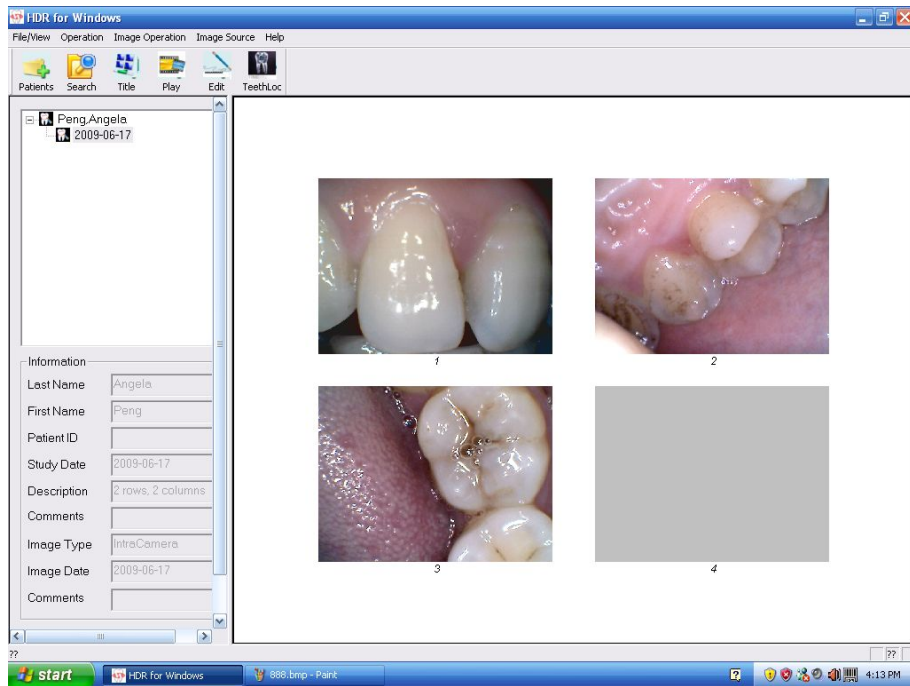 HDR for Windows
File/View Operation Image Operation Image Source Help
Patients Search Title Play Edit TeethLoc
Peng,Angela
2009-06-17
1
2
3
4
Information
Last Name Angela
First Name Peng
Patient ID
Study Date 2009-06-17
Description 2 rows, 2 columns
Comments
Image Type IntraCamera
Image Date 2009-06-17
Comments
??
??
start HDR for Windows 888.bmp - Paint 4:13 PM